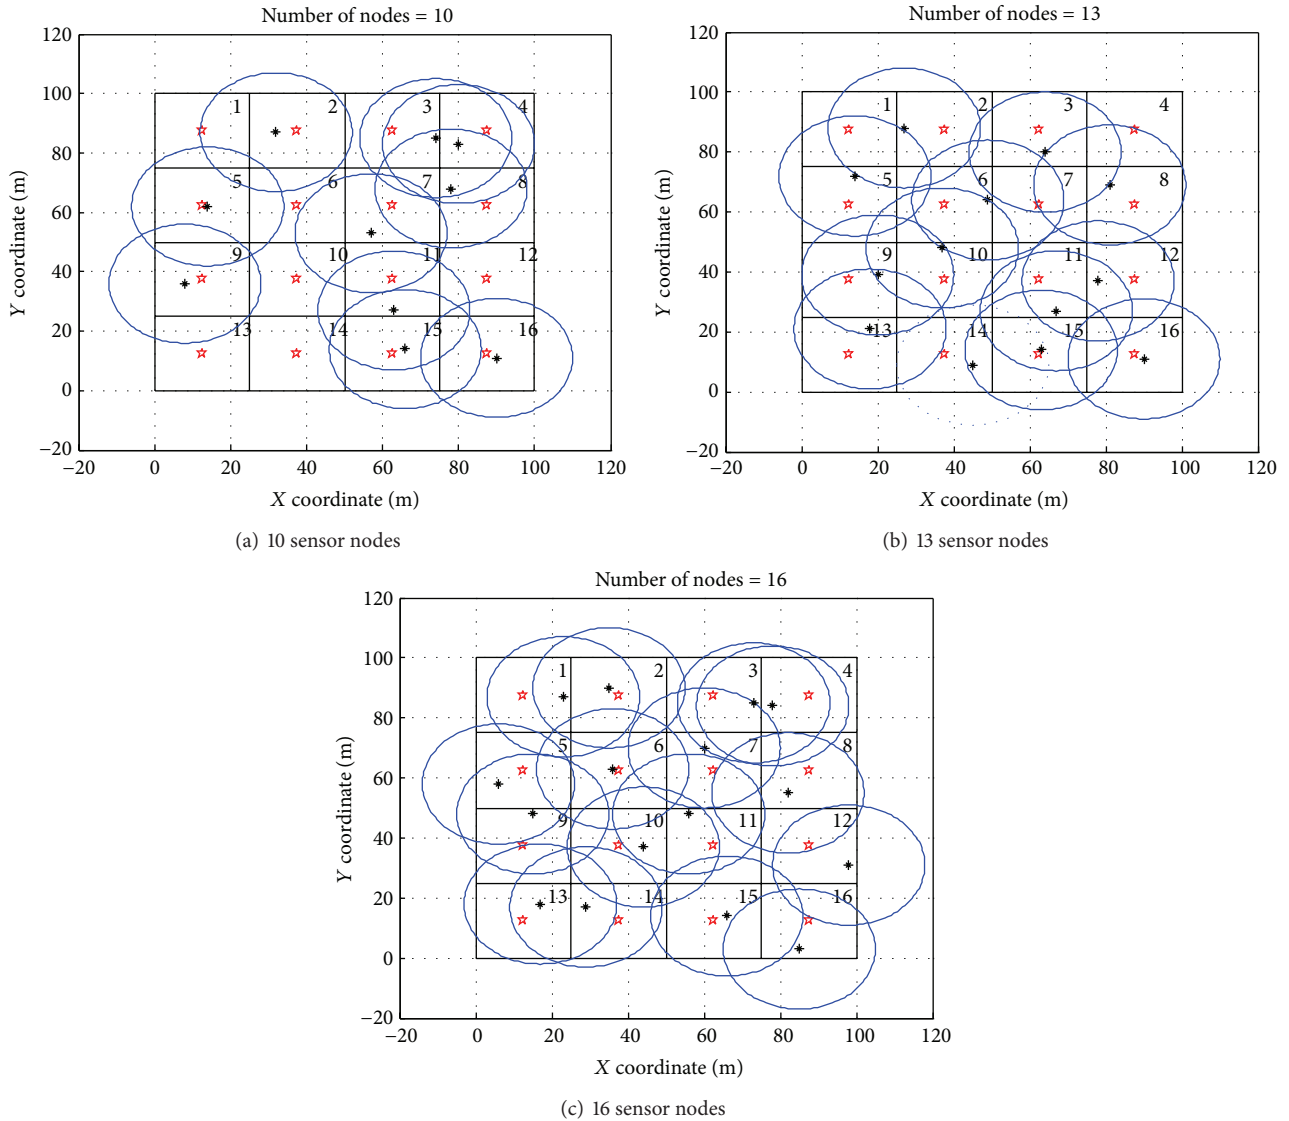 Number of nodes = 10
120
100
80
60
40
20
0
−20
Y coordinate (m)
1 2 3 4
5 6 7 8
9 10 11 12
13 14 15 16
−20 0 20 40 60 80 100 120
X coordinate (m)
(a) 10 sensor nodes
Number of nodes = 13
120
100
80
60
40
20
0
−20
Y coordinate (m)
1 2 3 4
5 6 7 8
9 10 11 12
13 14 15 16
−20 0 20 40 60 80 100 120
X coordinate (m)
(b) 13 sensor nodes
Number of nodes = 16
120
100
80
60
40
20
0
−20
Y coordinate (m)
1 2 3 4
5 6 7 8
9 10 11 12
13 14 15 16
−20 0 20 40 60 80 100 120
X coordinate (m)
(c) 16 sensor nodes